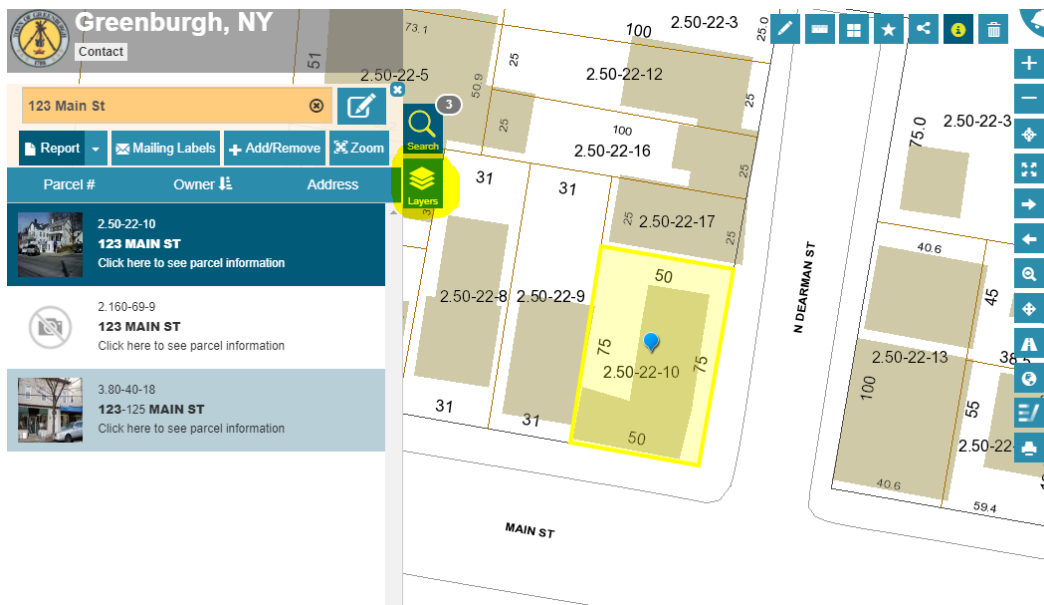 Greenburgh, NY
Contact
123 Main St
Report
Mailing Labels
Add/Remove
Zoom
Parcel #
Owner
Address
2.50-22-10
123 MAIN ST
Click here to see parcel information
2.160-69-9
123 MAIN ST
Click here to see parcel information
3.80-40-18
123-125 MAIN ST
Click here to see parcel information
3
Search
Layers
73.1
100
2.50-22-3
25.0
51
2.50-22-5
50.9
25
2.50-22-12
25
25
100
2.50-22-16
25
75.0
2.50-22-3
31
31
25
2.50-22-17
25
50
2.50-22-8
2.50-22-9
75
2.50-22-10
75
31
31
50
MAIN ST
N DEARMAN ST
40.6
45
2.50-22-13
38.5
100
55
2.50-22-
40.6
59.4